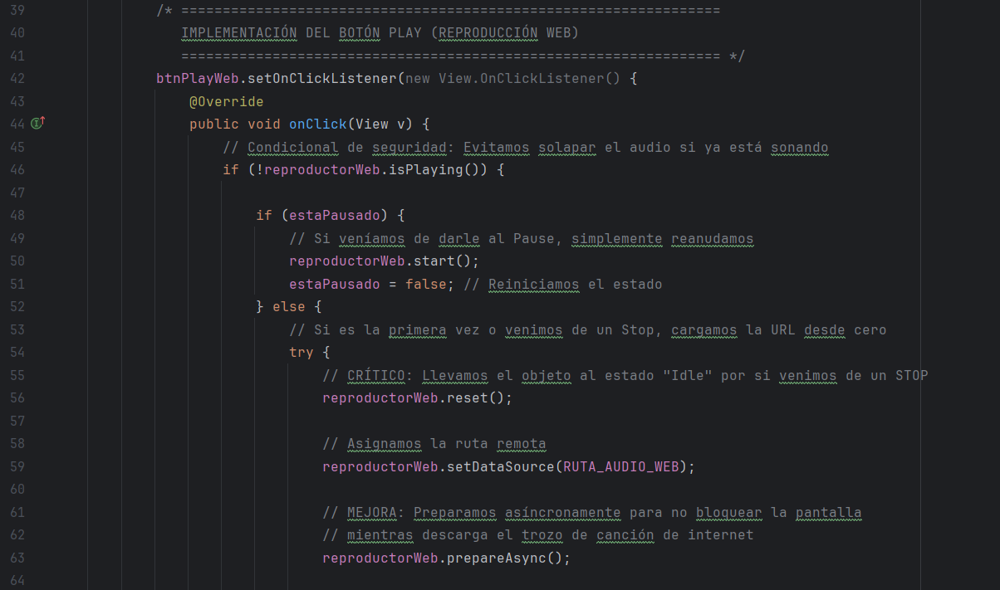 39 /* =================================================================
40 IMPLEMENTACIÓN DEL BOTÓN PLAY (REPRODUCCIÓN WEB)
41 ================================================================= */
42 btnPlayWeb.setOnClickListener(new View.OnClickListener() {
43 @Override
44 public void onClick(View v) {
45 // Condicional de seguridad: Evitamos solapar el audio si ya está sonando
46 if (!reproductorWeb.isPlaying()) {
47
48 if (estaPausado) {
49 // Si veníamos de darle al Pause, simplemente reanudamos
50 reproductorWeb.start();
51 estaPausado = false; // Reiniciamos el estado
52 } else {
53 // Si es la primera vez o venimos de un Stop, cargamos la URL desde cero
54 try {
55 // CRÍTICO: Llevamos el objeto al estado "Idle" por si venimos de un STOP
56 reproductorWeb.reset();
57
58 // Asignamos la ruta remota
59 reproductorWeb.setDataSource(RUTA_AUDIO_WEB);
60
61 // MEJORA: Preparamos asíncronamente para no bloquear la pantalla
62 // mientras descarga el trozo de canción de internet
63 reproductorWeb.prepareAsync();
64